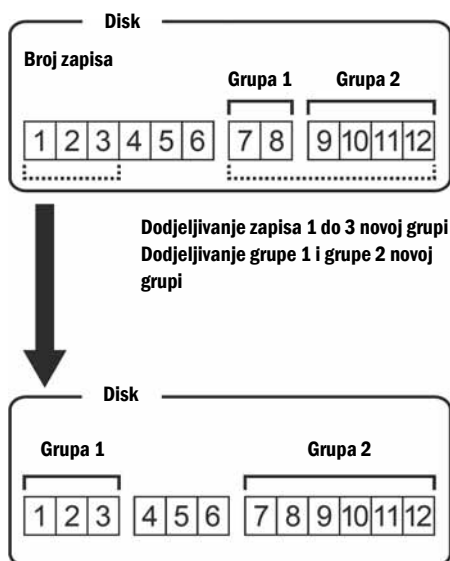 Disk
Broj zapisa
Grupa 1 Grupa 2
1 2 3 4 5 6 7 8 9 10 11 12
Dodjeljivanje zapisa 1 do 3 novoj grupi
Dodjeljivanje grupe 1 i grupe 2 novoj
grupi
Disk
Grupa 1 Grupa 2
1 2 3 4 5 6 7 8 9 10 11 12